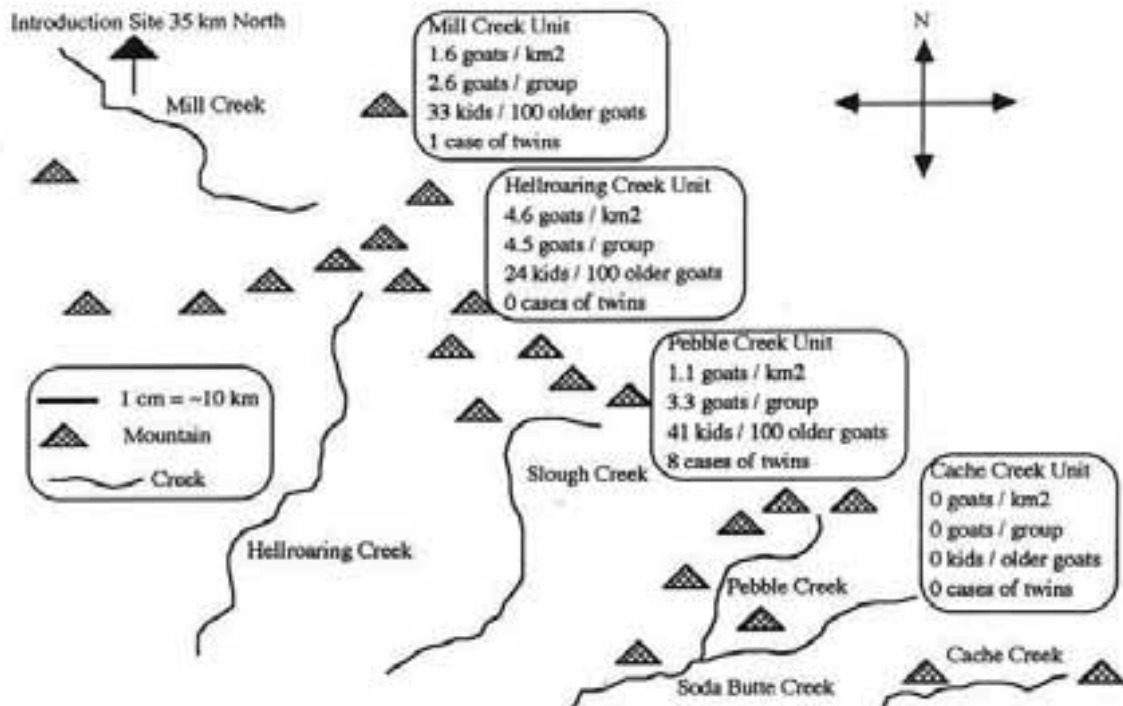 Introduction Site 35 km North
Mill Creek
Mill Creek Unit
1.6 goats / km2
2.6 goats / group
33 kids / 100 older goats
1 case of twins
N
Hellroaring Creek Unit
4.6 goats / km2
4.5 goats / group
24 kids / 100 older goats
0 cases of twins
Pebble Creek Unit
1.1 goats / km2
3.3 goats / group
41 kids / 100 older goats
8 cases of twins
1 cm = ~10 km
Mountain
Creek
Slough Creek
Hellroaring Creek
Cache Creek Unit
0 goats / km2
0 goats / group
0 kids / older goats
0 cases of twins
Pebble Creek
Soda Butte Creek
Cache Creek